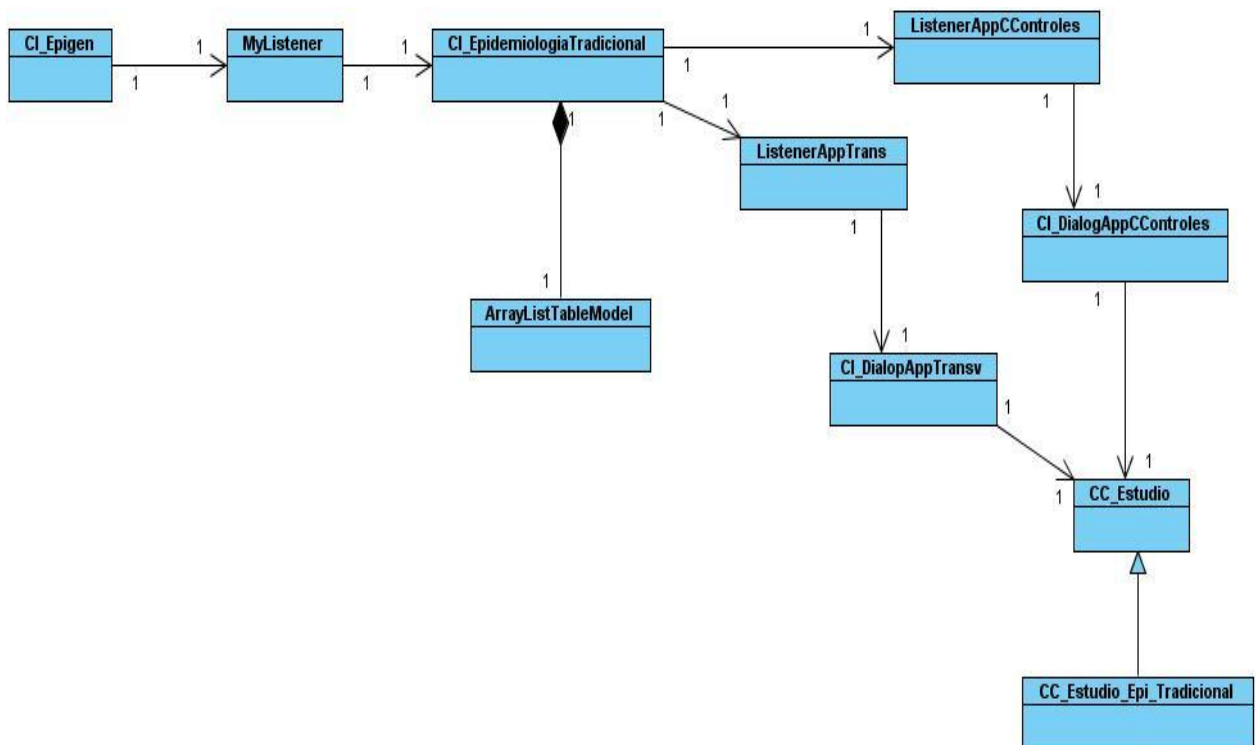 CI_Epigen
MyListener
CI_EpidemiologiaTradicional
ListenerAppCControles
1
1
1
1
1
1
1
1
1
1
ListenerAppTrans
1
1
1
CI_DialogAppCControles
1
1
ArrayListTableModel
1
CI_DialopAppTransv
1
1
1
CC_Estudio
CC_Estudio_Epi_Tradicional